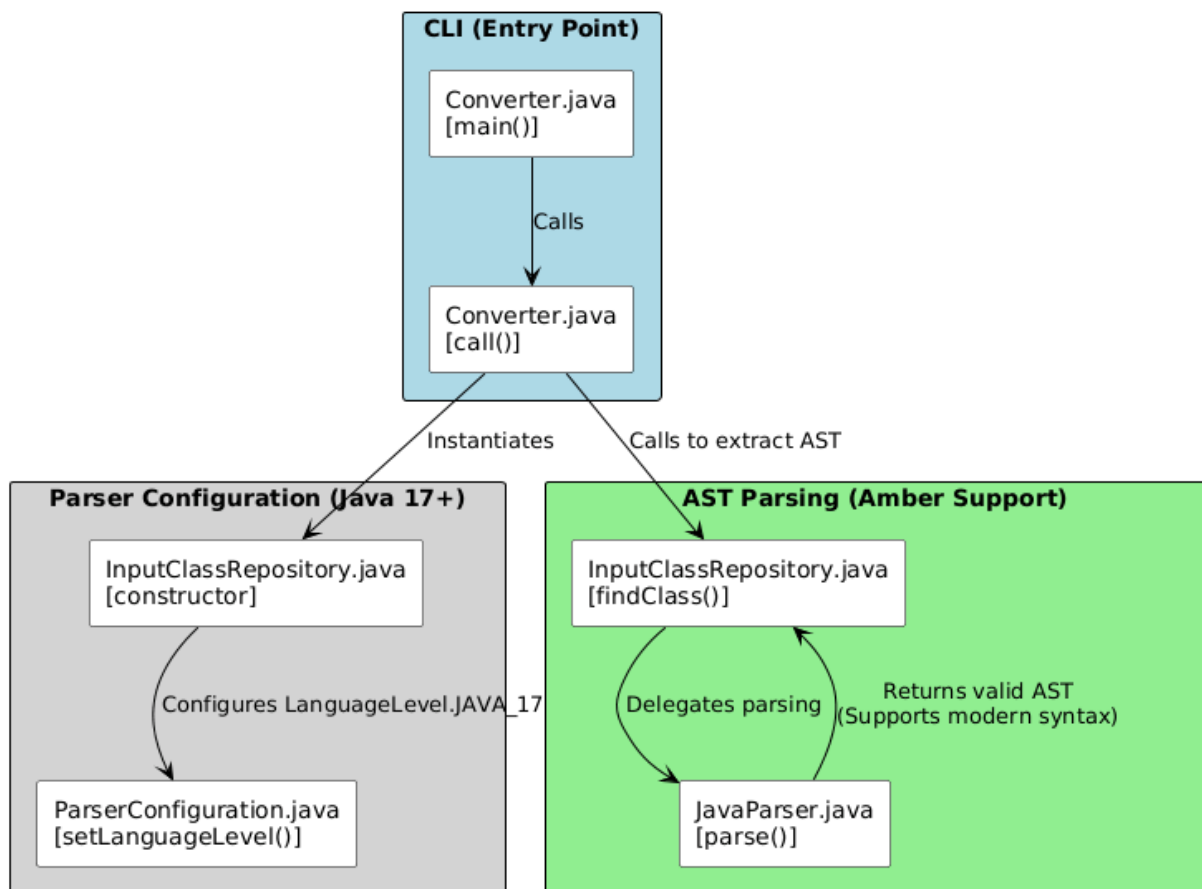 CLI (Entry Point)
Converter.java
[main()]
Calls
Converter.java
[call()]
Instantiates
Calls to extract AST
Parser Configuration (Java 17+)
InputClassRepository.java
[constructor]
Configures LanguageLevel.JAVA_17
ParserConfiguration.java
[setLanguageLevel()]
AST Parsing (Amber Support)
InputClassRepository.java
[findClass()]
Delegates parsing
Returns valid AST
(Supports modern syntax)
JavaParser.java
[parse()]